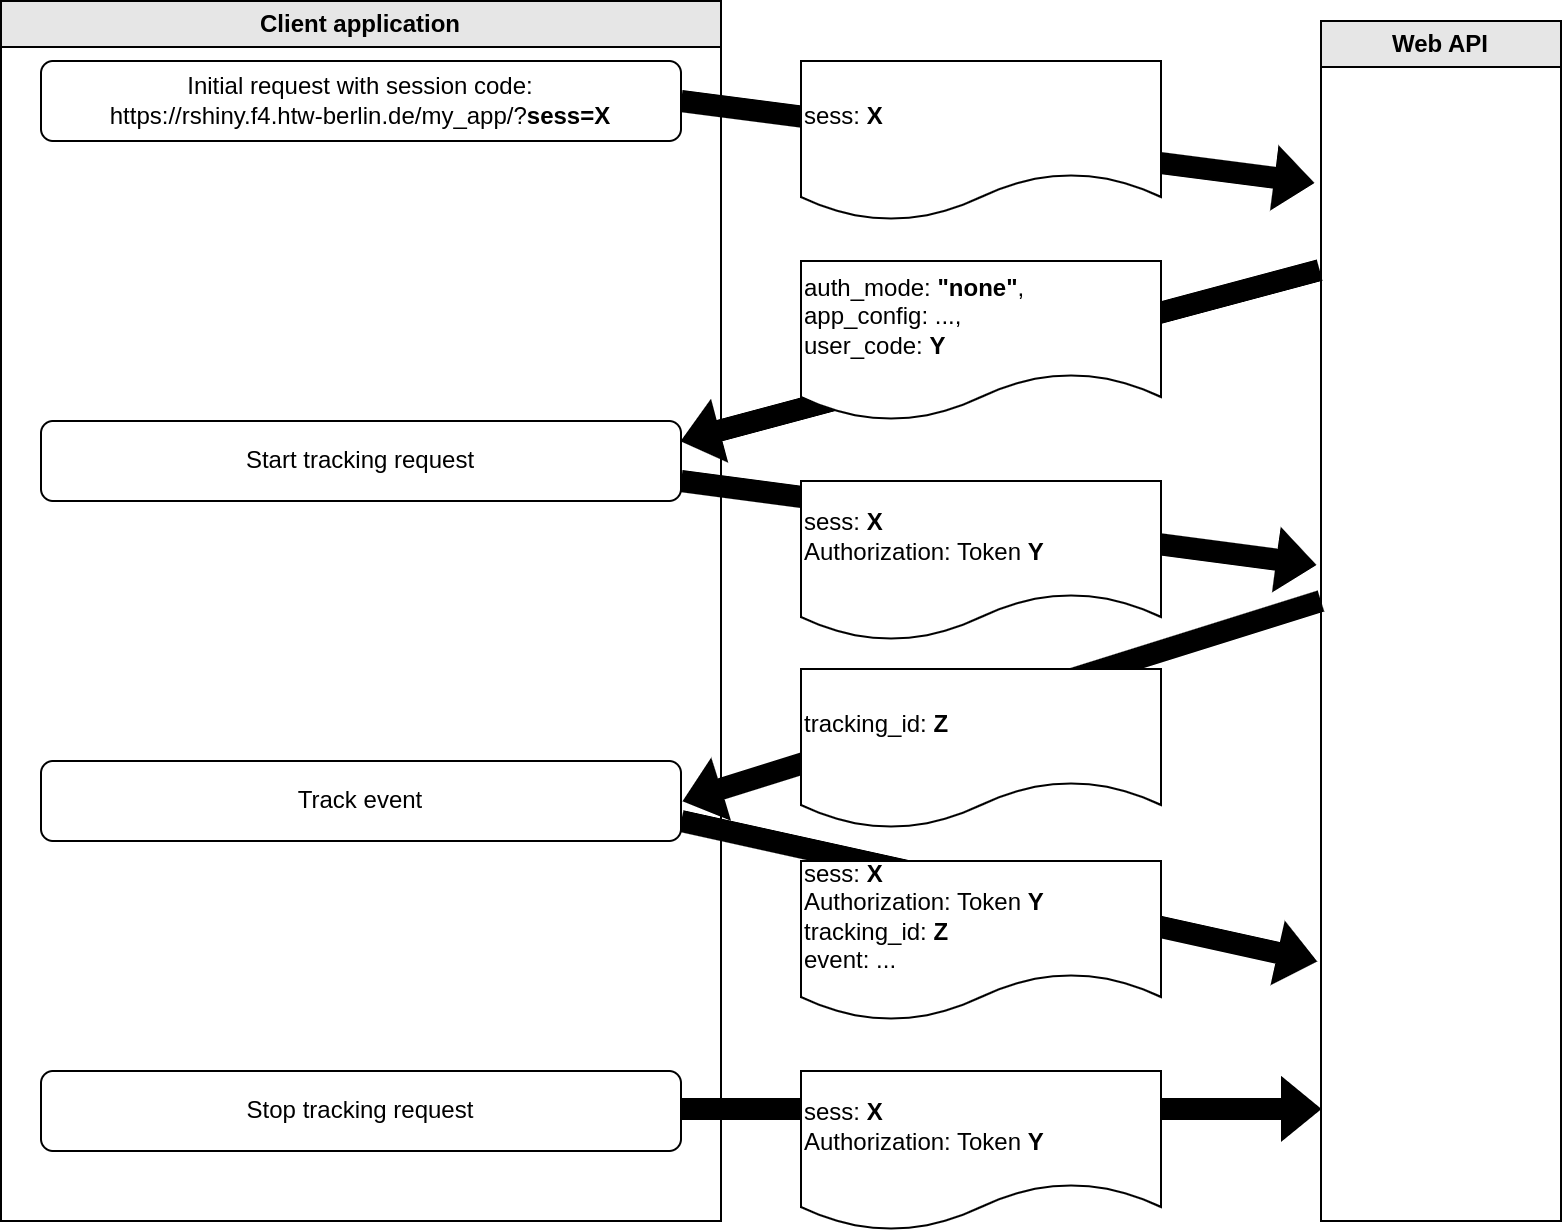 Client application
Web API
Initial request with session code:
https://rshiny.f4.htw-berlin.de/my_app/?sess=X
sess: X
auth_mode: "none",
app_config: ...,
user_code: Y
Start tracking request
sess: X
Authorization: Token Y
tracking_id: Z
Track event
sess: X
Authorization: Token Y
tracking_id: Z
event: ...
Stop tracking request
sess: X
Authorization: Token Y